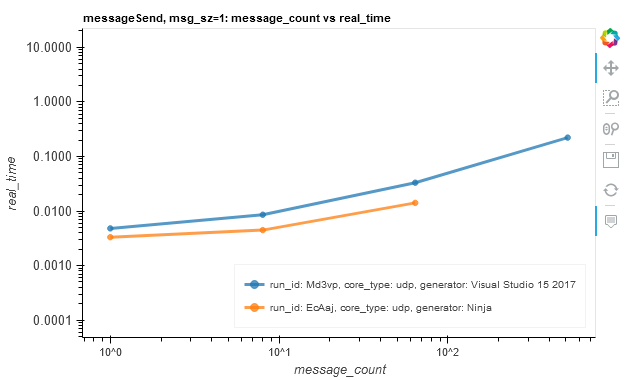 messageSend, msg_sz=1: message_count vs real_time
10.0000
1.0000
0.1000
0.0100
0.0010
0.0001
real_time
run_id: Md3vp, core_type: udp, generator: Visual Studio 15 2017
run_id: EcAaj, core_type: udp, generator: Ninja
10^0
10^1
10^2
message_count